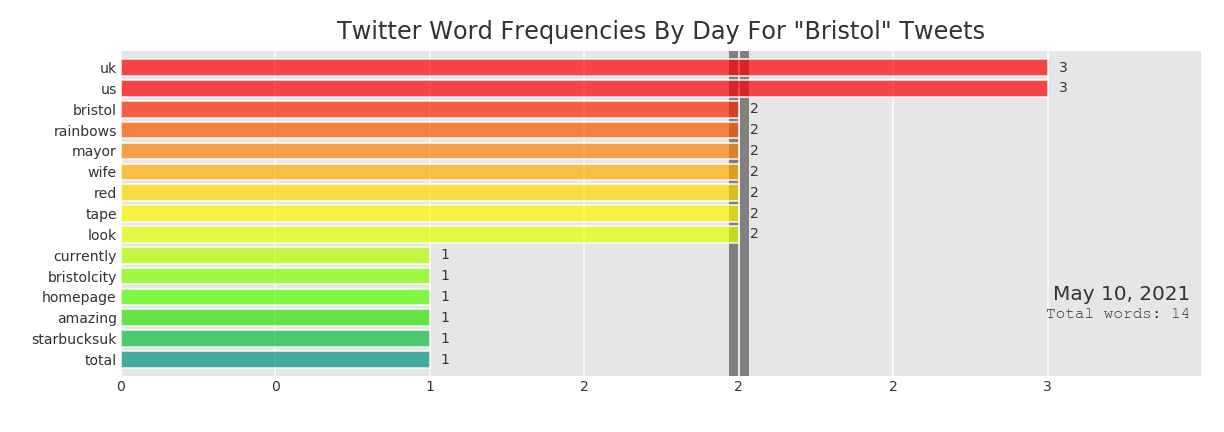 Twitter Word Frequencies By Day For "Bristol" Tweets
uk 3
us 3
bristol 2
rainbows 2
mayor 2
wife 2
red 2
tape 2
look 2
currently 1
bristolcity 1
homepage 1
amazing 1
starbucksuk 1
total 1
May 10, 2021
Total words: 14
0 0 1 2 2 2 3